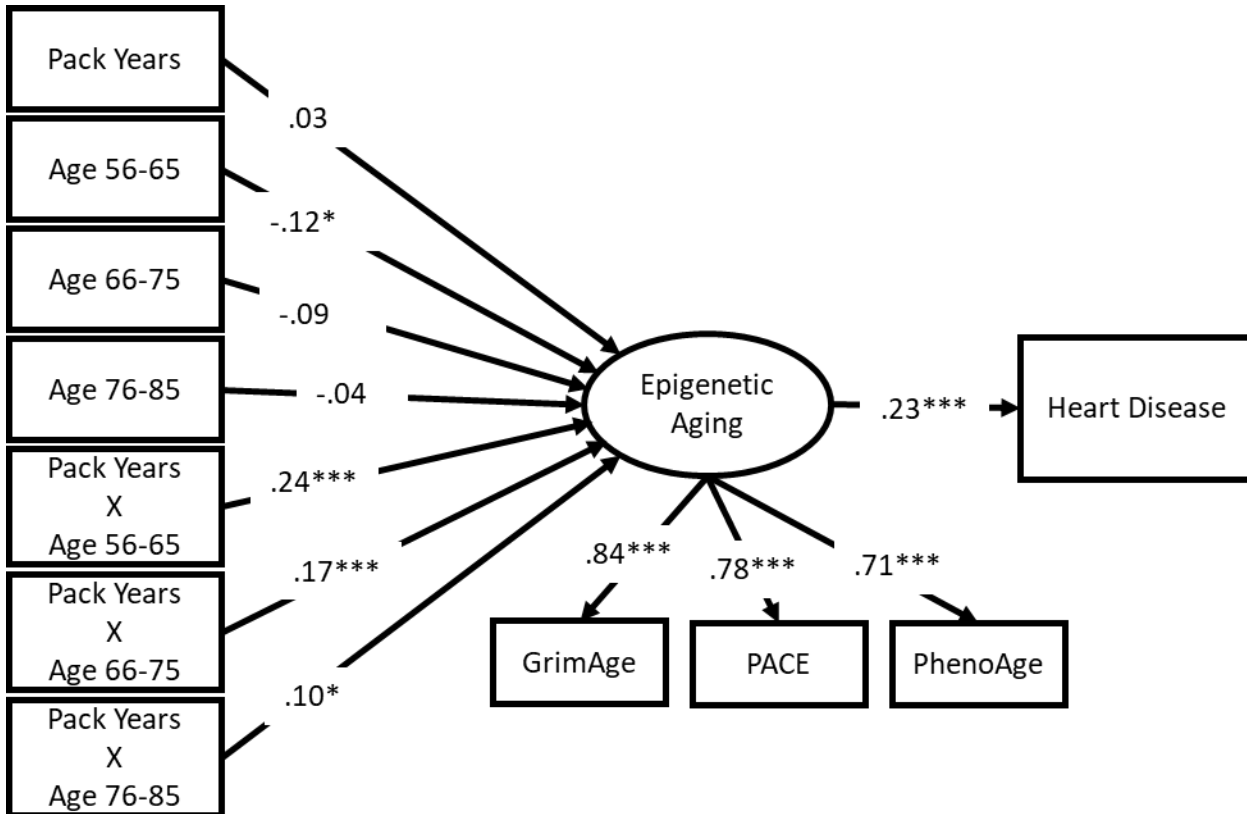 Pack Years
.03
Age 56-65
-.12*
Age 66-75
-.09
Age 76-85
-.04
Pack Years
X
Age 56-65
.24***
Pack Years
X
Age 66-75
.17***
Pack Years
X
Age 76-85
.10*
Epigenetic
Aging
.23***
Heart Disease
.84***
.78***
.71***
GrimAge
PACE
PhenoAge